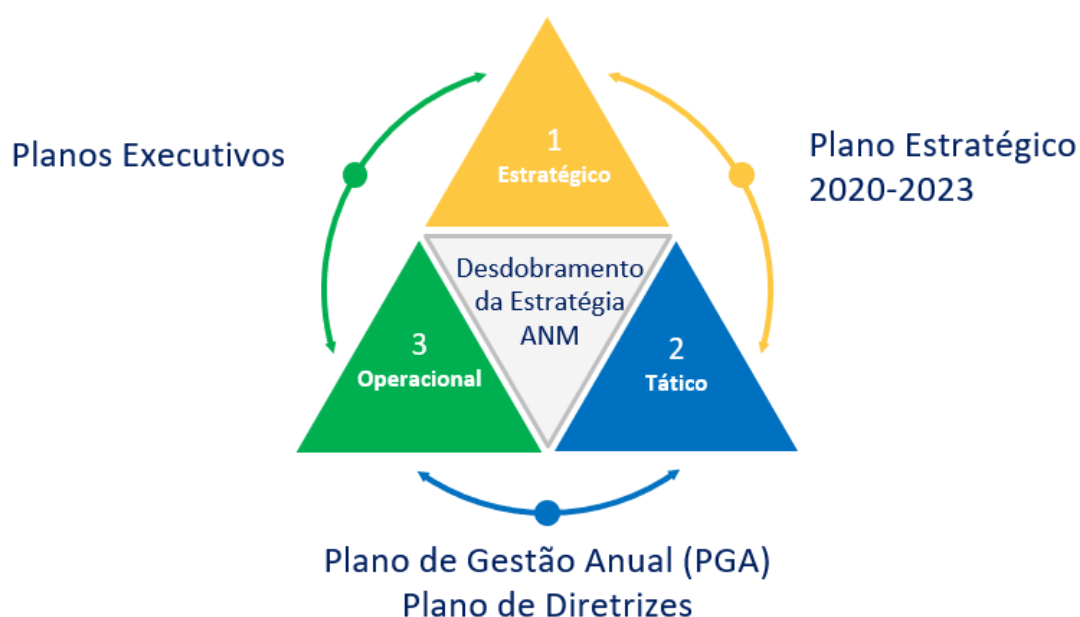 1
Estratégico
Planos Executivos
Plano Estratégico
2020-2023
Desdobramento
da Estratégia
ANM
3
Operacional
2
Tático
Plano de Gestão Anual (PGA)
Plano de Diretrizes